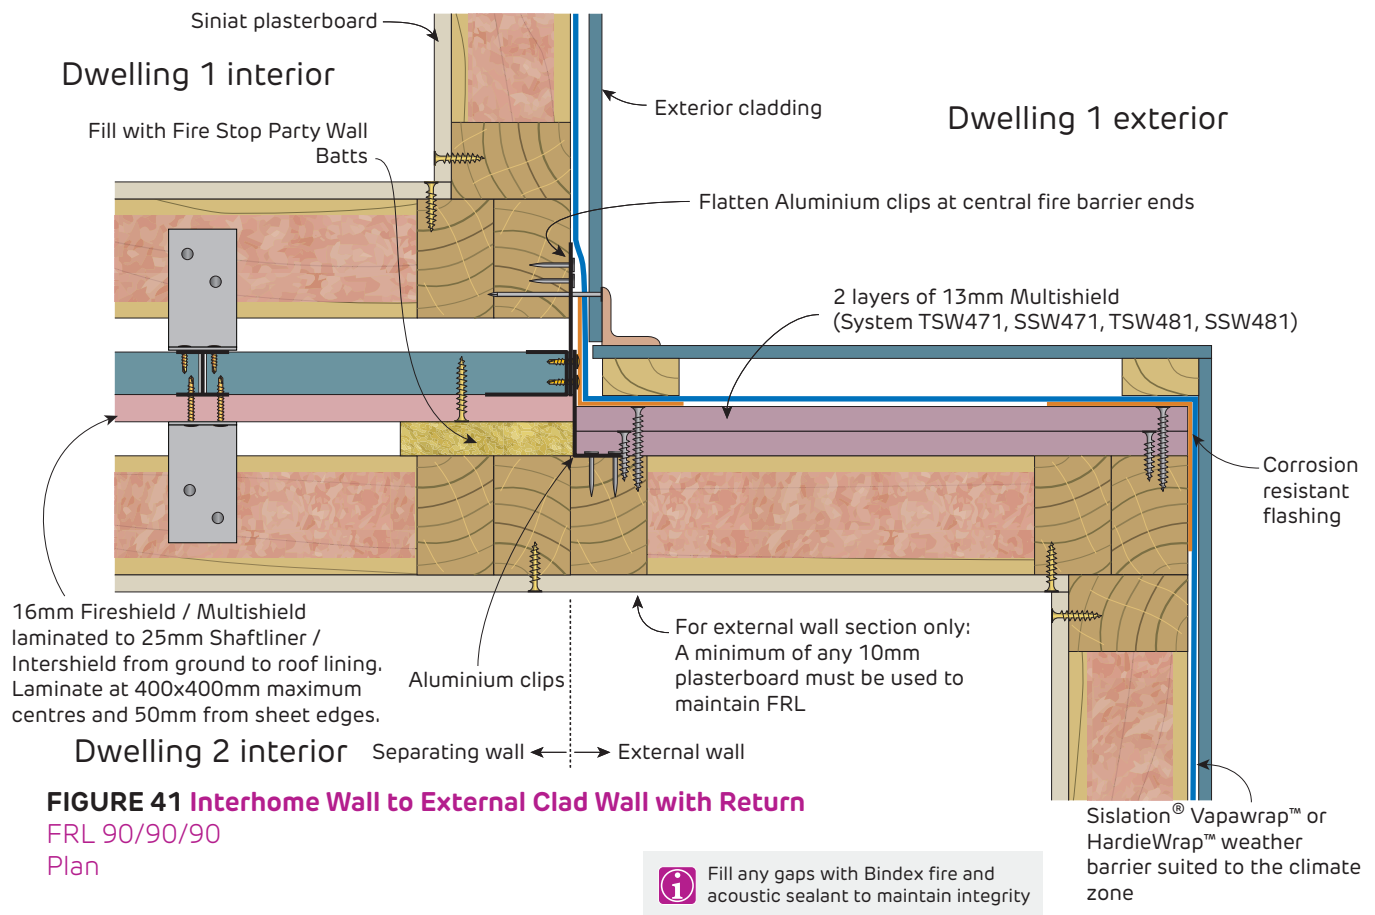 Siniat plasterboard
Dwelling 1 interior
Exterior cladding
Dwelling 1 exterior
Fill with Fire Stop Party Wall
Batts
Flatten Aluminium clips at central fire barrier ends
2 layers of 13mm Multishield
(System TSW471, SSW471, TSW481, SSW481)
Corrosion
resistant
flashing
16mm Fireshield / Multishield
laminated to 25mm Shaftliner /
Intershield from ground to roof lining.
Laminate at 400x400mm maximum
centres and 50mm from sheet edges.
Aluminium clips
For external wall section only:
A minimum of any 10mm
plasterboard must be used to
maintain FRL
Dwelling 2 interior
Separating wall
External wall
FIGURE 41 Interhome Wall to External Clad Wall with Return
FRL 90/90/90
Plan
Sislation® Vapawrap™ or
HardieWrap™ weather
barrier suited to the climate
zone
Fill any gaps with Bindex fire and
acoustic sealant to maintain integrity